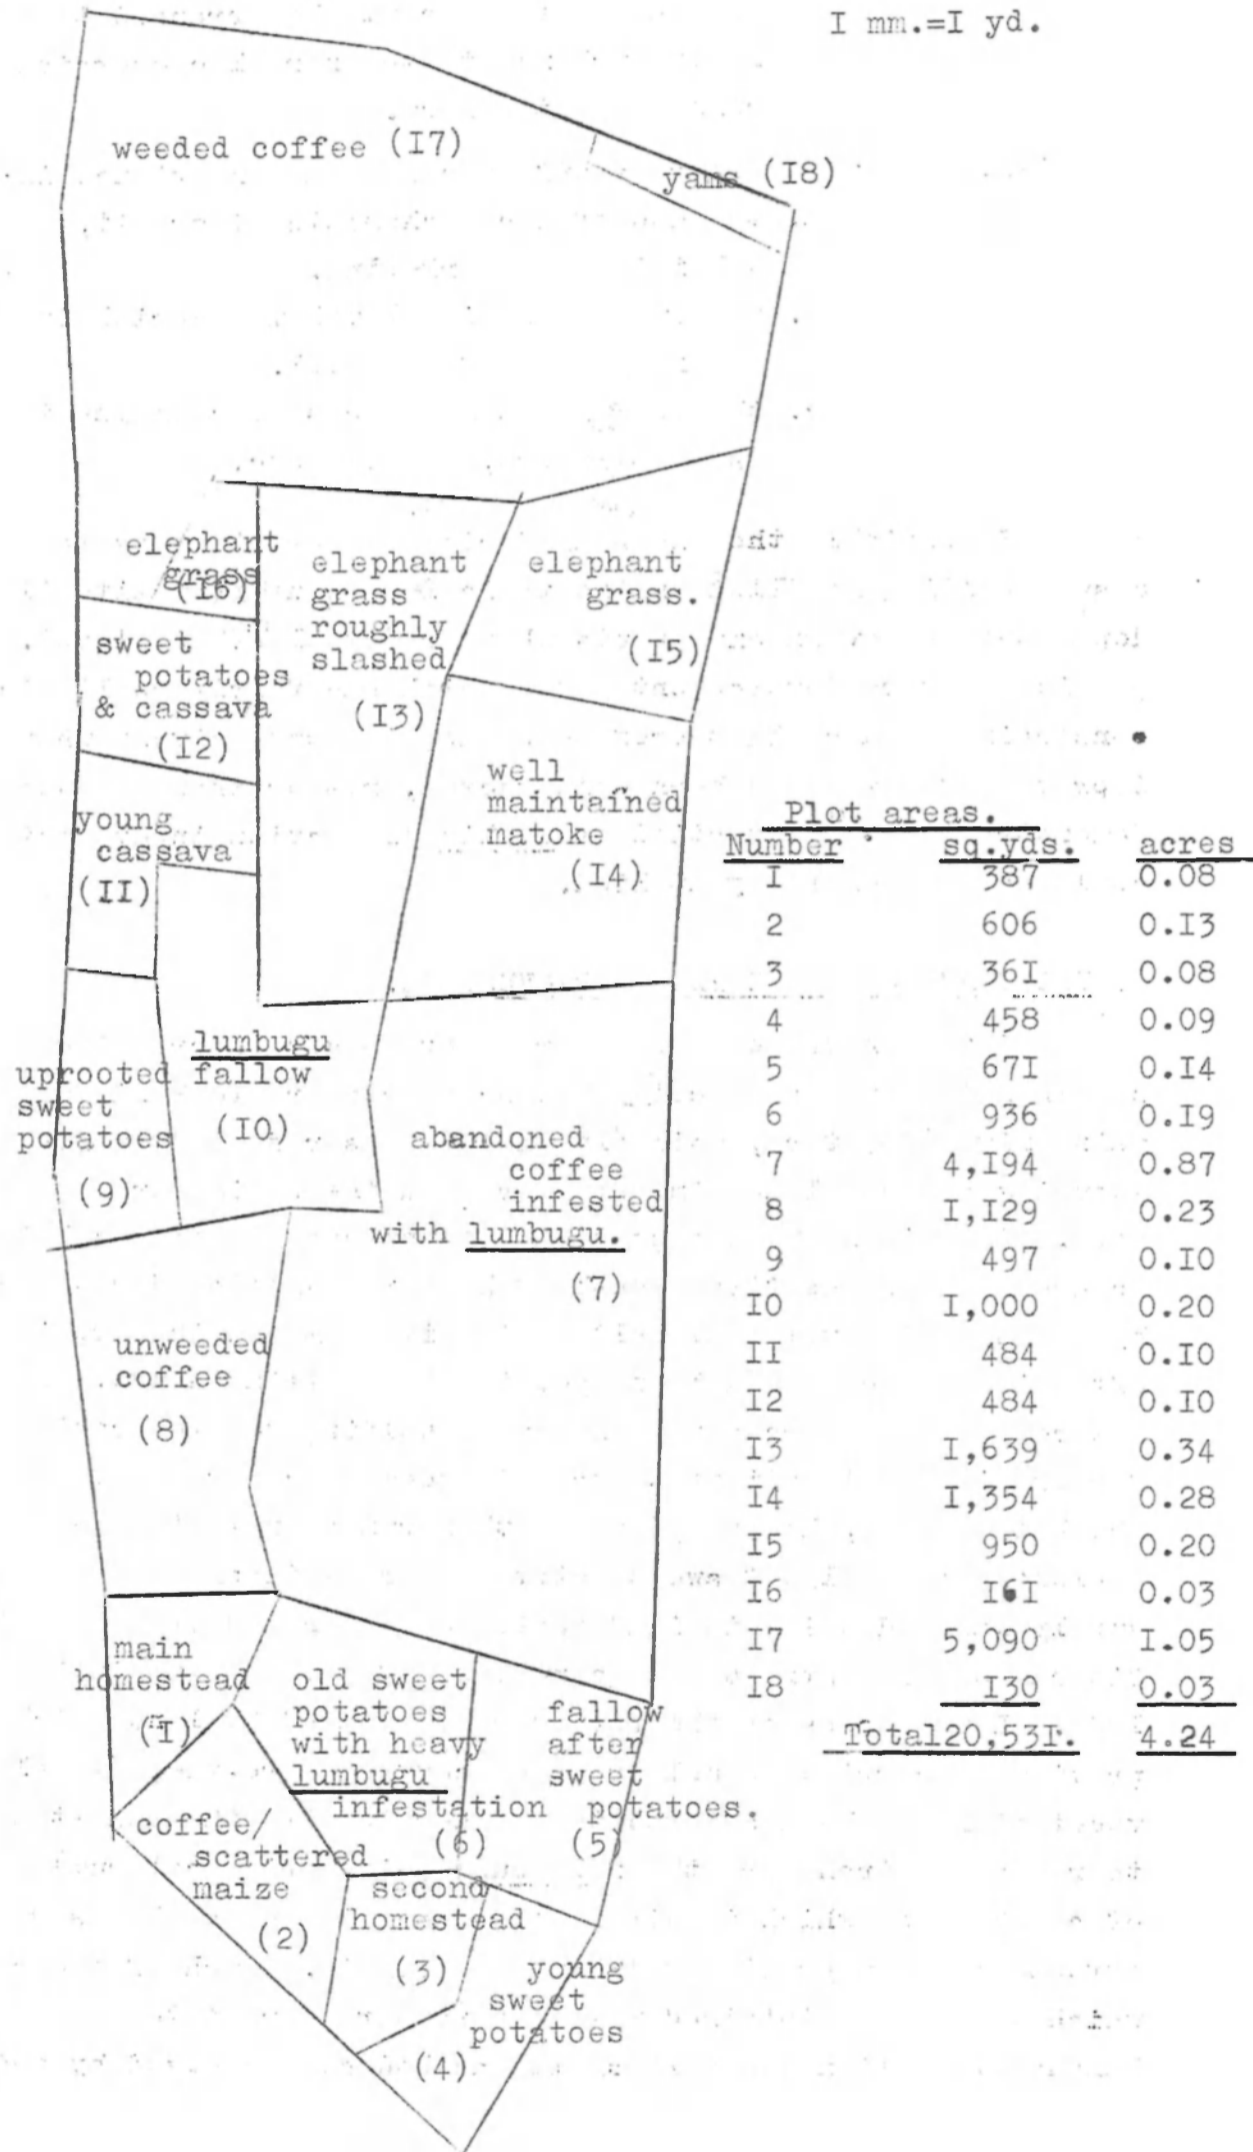 I mm.=I yd.
weeded coffee (I7)
yams (I8)
elephant
grass
(I6)
elephant
grass
roughly
slashed
(I3)
elephant
grass.
(I5)
sweet
potatoes
& cassava
(I2)
well
maintained
matoke
(I4)
young
cassava
(II)
lumbugu
fallow
(I0)
uprooted
sweet
potatoes
(9)
abandoned
coffee
infested
with lumbugu.
(7)
unweeded
coffee
(8)
main
homestead
(I)
old sweet
potatoes
with heavy
lumbugu
infestation
(6)
fallow
after
sweet
potatoes.
(5)
coffee/
scattered
maize
(2)
second
homestead
(3)
young
sweet
potatoes
(4)
Plot areas.
Number sq.yds. acres
I 387 0.08
2 606 0.I3
3 36I 0.08
4 458 0.09
5 67I 0.I4
6 936 0.I9
7 4,I94 0.87
8 I,I29 0.23
9 497 0.I0
I0 I,000 0.20
II 484 0.I0
I2 484 0.I0
I3 I,639 0.34
I4 I,354 0.28
I5 950 0.20
I6 I6I 0.03
I7 5,090 I.05
I8 I30 0.03
Total20,53I. 4.24